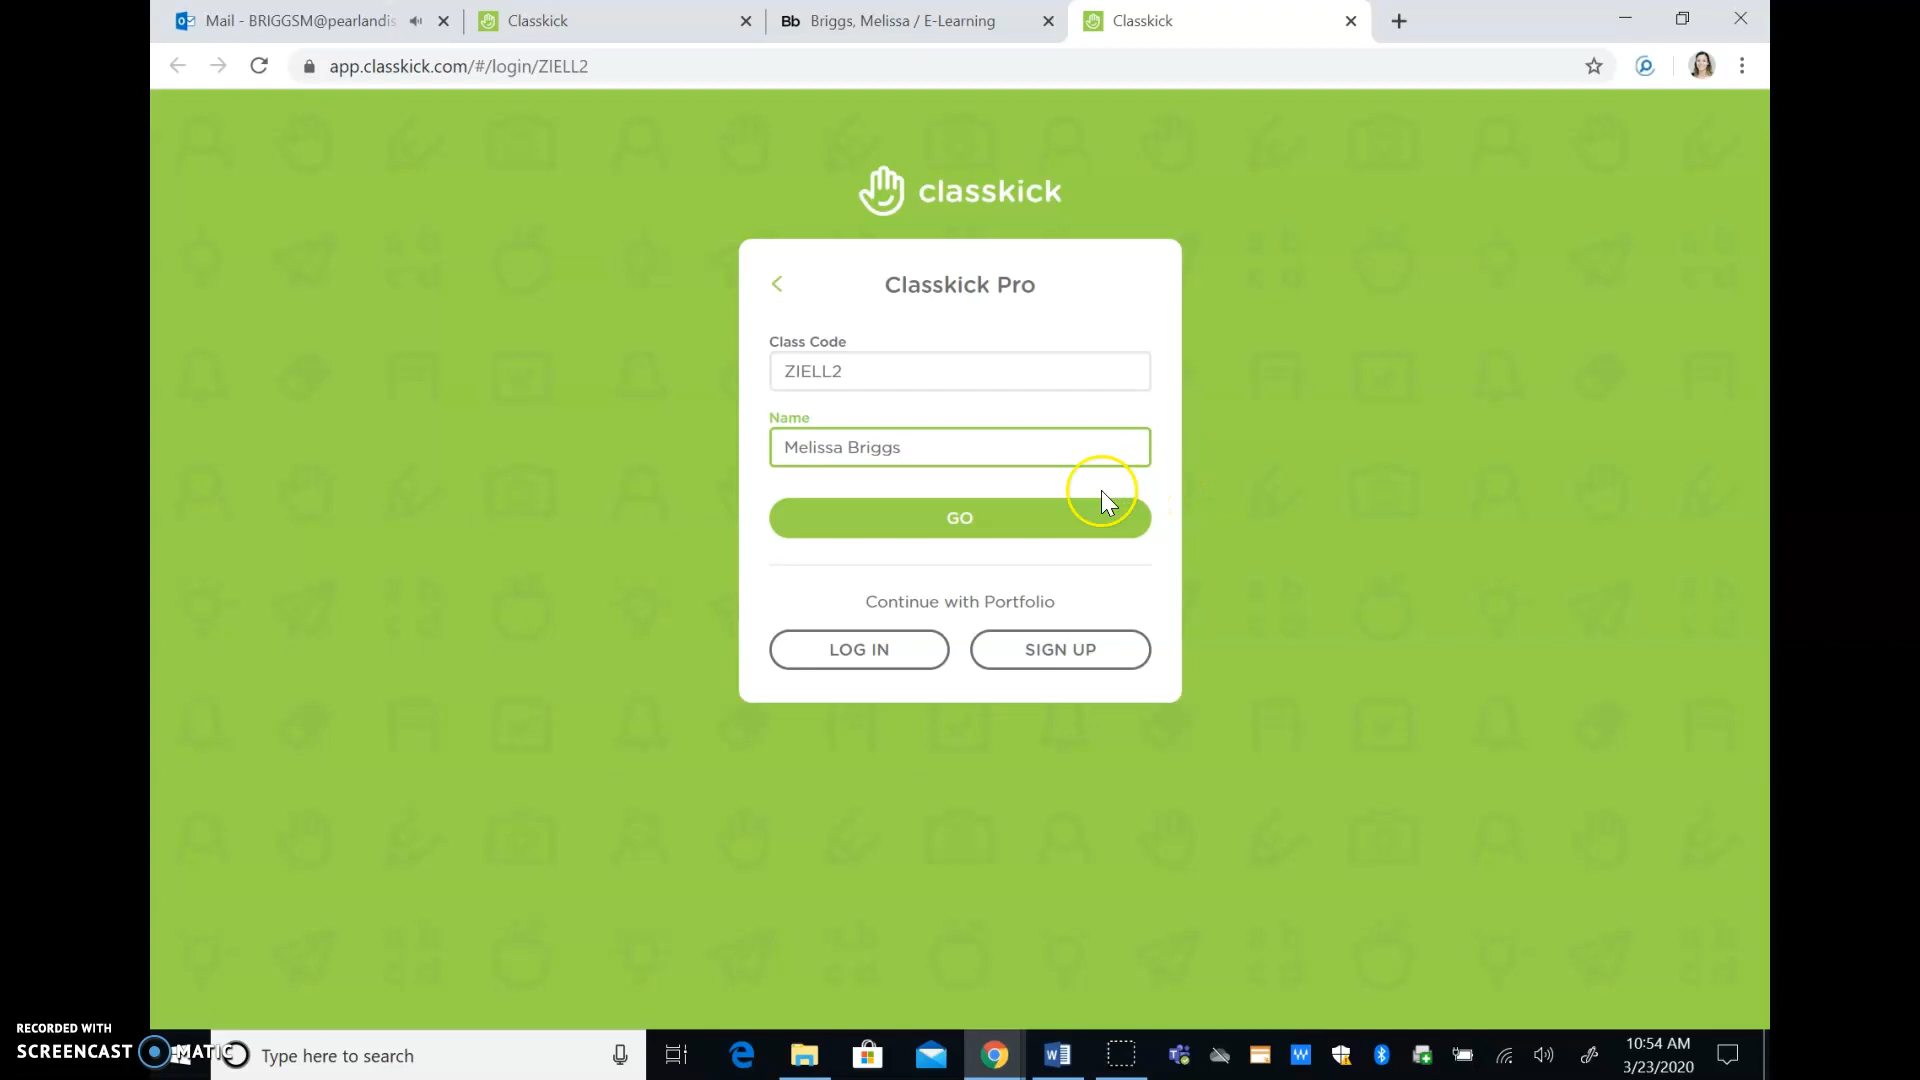 Mail - BRIGGSM@pearlandis
Classkick
Bb Briggs, Melissa / E-Learning
Classkick
app.classkick.com/#/login/ZIELL2
classkick
Classkick Pro
Class Code
ZIELL2
Name
Melissa Briggs
GO
Continue with Portfolio
LOG IN
SIGN UP
RECORDED WITH
SCREENCAST MATIC
Type here to search
10:54 AM
3/23/2020